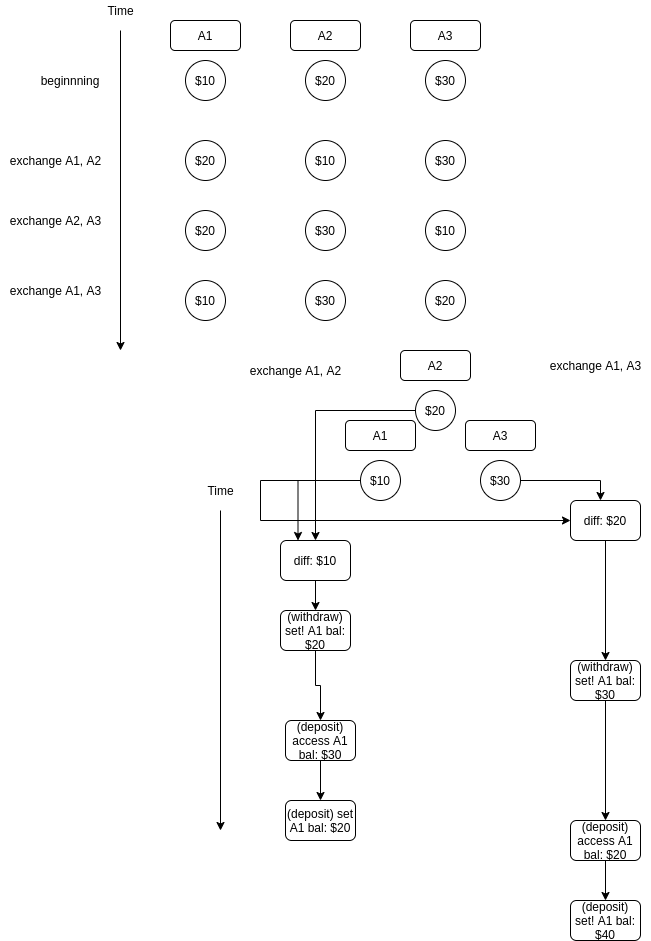 Time
A1
A2
A3
beginnning
$10
$20
$30
exchange A1, A2
$20
$10
$30
exchange A2, A3
$20
$30
$10
exchange A1, A3
$10
$30
$20
exchange A1, A2
A2
exchange A1, A3
$20
A1
A3
$10
$30
Time
diff: $20
diff: $10
(withdraw)
set! A1 bal:
$20
(withdraw)
set! A1 bal:
$30
(deposit)
access A1
bal: $30
(deposit) set
A1 bal: $20
(deposit)
access A1
bal: $20
(deposit)
set! A1 bal:
$40